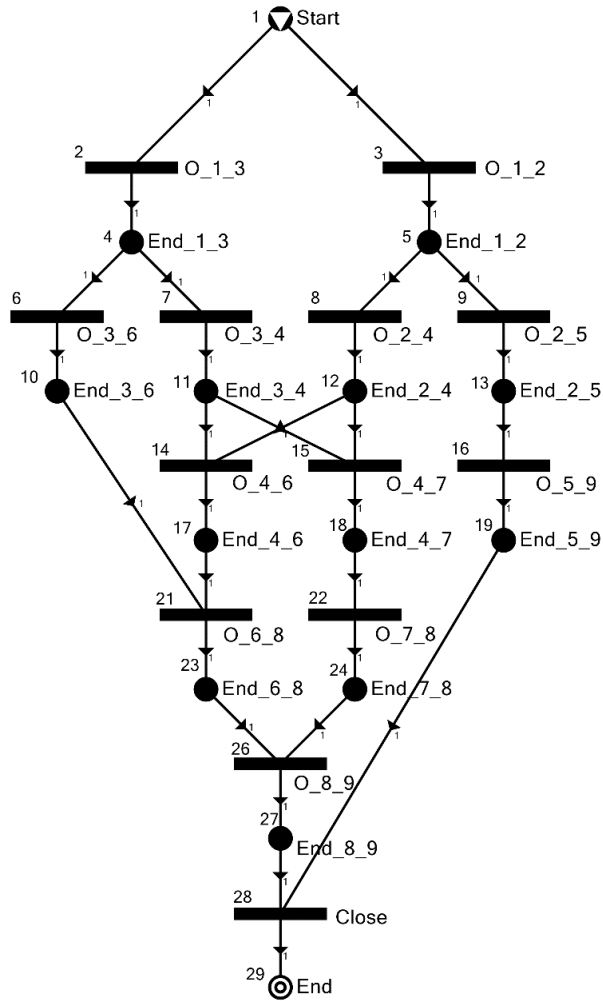 1 Start
1 1
2 3
O_1_3 O_1_2
1 1
4 End_1_3 5 End_1_2
1 1 1 1
6 7 8 9
O_3_6 O_3_4 O_2_4 O_2_5
1 1 1 1
10 End_3_6 11 End_3_4 12 End_2_4 13 End_2_5
1 1 1 1
14 15 16
O_4_6 O_4_7 O_5_9
1 1 1 1
17 End_4_6 18 End_4_7 19 End_5_9
1 1
21 22
O_6_8 O_7_8
1 1
23 End_6_8 24 End_7_8
1 1 1
26
O_8_9
1
27 End_8_9
1
28
Close
1
29 End